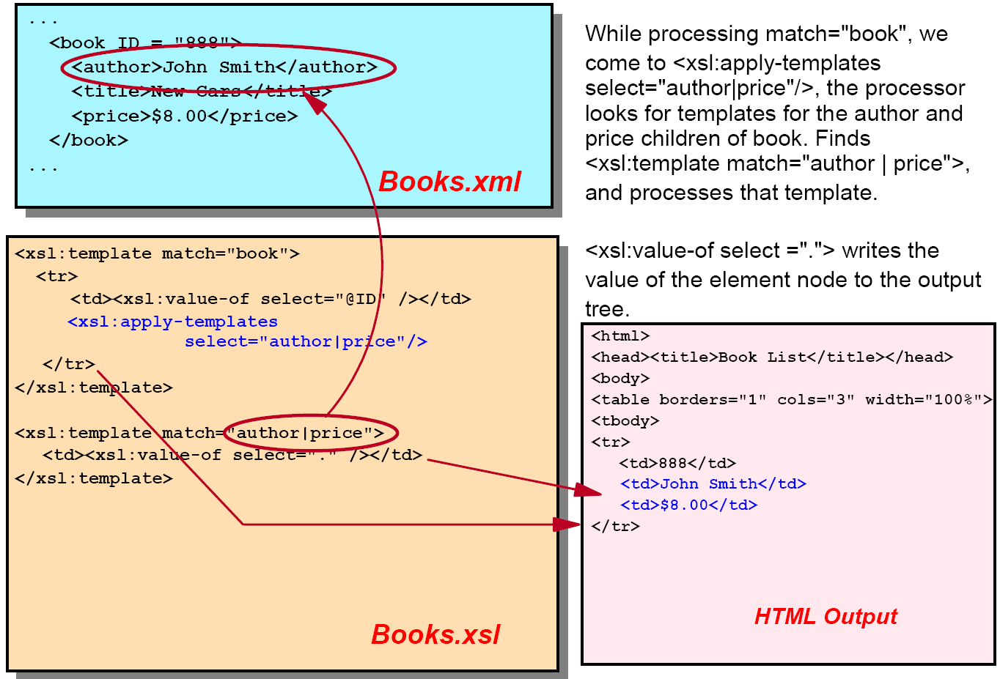 ...
<book ID = "888">
<author>John Smith</author>
<title>New Cars</title>
<price>$8.00</price>
</book>
...
Books.xml
While processing match="book", we
come to <xsl:apply-templates
select="author|price"/>, the processor
looks for templates for the author and
price children of book. Finds
<xsl:template match="author | price">,
and processes that template.
<xsl:value-of select ="."> writes the
value of the element node to the output
tree.
<xsl:template match="book">
<tr>
<td><xsl:value-of select="@ID" /></td>
<xsl:apply-templates
select="author|price"/>
</tr>
</xsl:template>
<xsl:template match="author|price">
<td><xsl:value-of select="." /></td>
</xsl:template>
Books.xsl
<html>
<head><title>Book List</title></head>
<body>
<table borders="1" cols="3" width="100%">
<tbody>
<tr>
<td>888</td>
<td>John Smith</td>
<td>$8.00</td>
</tr>
HTML Output